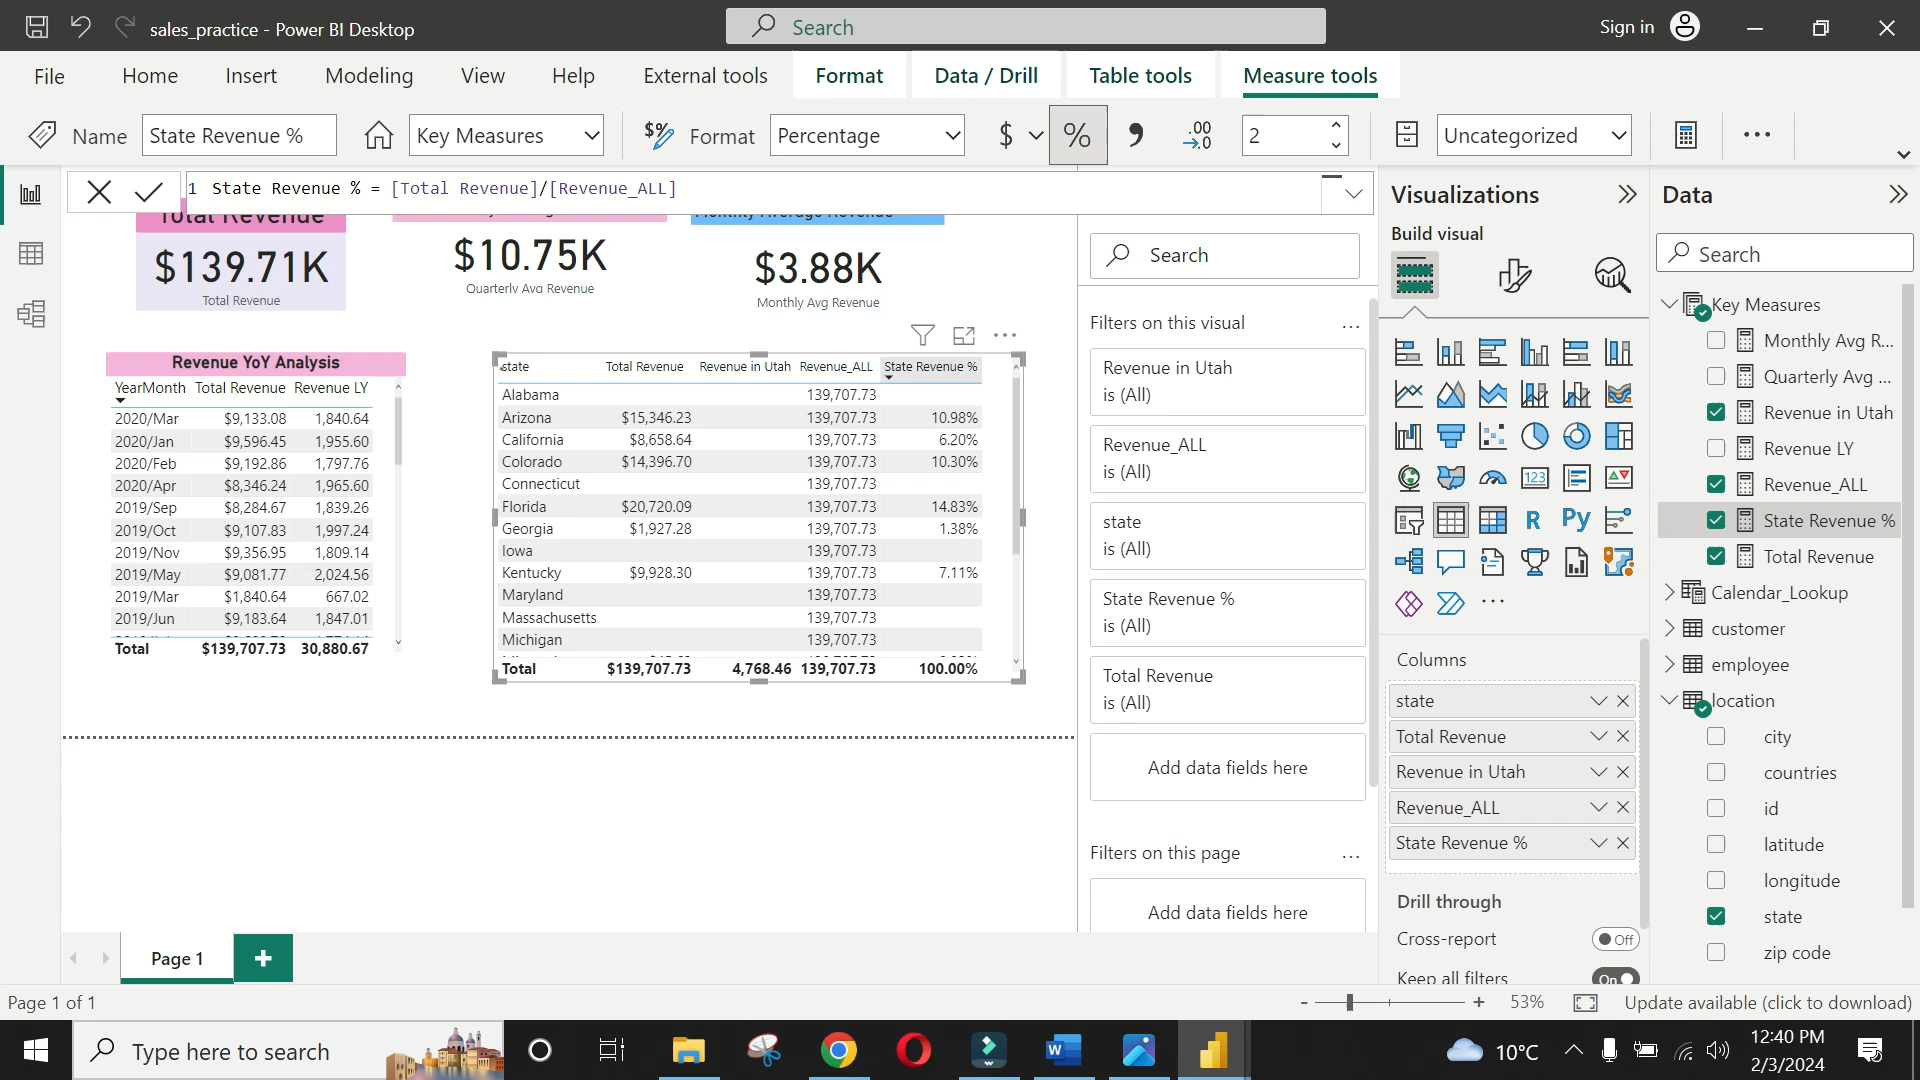 sales_practice - Power BI Desktop
Search
Sign in
File Home Insert Modeling View Help External tools Format Data / Drill Table tools Measure tools
Name State Revenue % Key Measures Format Percentage $ % 2 Uncategorized
1 State Revenue % = [Total Revenue]/[Revenue_ALL]
Total Revenue
$139.71K
Total Revenue
$10.75K
Quarterly Avg Revenue
Monthly Average Revenue
$3.88K
Monthly Avg Revenue
Revenue YoY Analysis
YearMonth Total Revenue Revenue LY
2020/Mar $9,133.08 1,840.64
2020/Jan $9,596.45 1,955.60
2020/Feb $9,192.86 1,797.76
2020/Apr $8,346.24 1,965.60
2019/Sep $8,284.67 1,839.26
2019/Oct $9,107.83 1,997.24
2019/Nov $9,356.95 1,809.14
2019/May $9,081.77 2,024.56
2019/Mar $1,840.64 667.02
2019/Jun $9,183.64 1,847.01
Total $139,707.73 30,880.67
state Total Revenue Revenue in Utah Revenue_ALL State Revenue %
Alabama 139,707.73
Arizona $15,346.23 139,707.73 10.98%
California $8,658.64 139,707.73 6.20%
Colorado $14,396.70 139,707.73 10.30%
Connecticut 139,707.73
Florida $20,720.09 139,707.73 14.83%
Georgia $1,927.28 139,707.73 1.38%
Iowa 139,707.73
Kentucky $9,928.30 139,707.73 7.11%
Maryland 139,707.73
Massachusetts 139,707.73
Michigan 139,707.73
Total $139,707.73 4,768.46 139,707.73 100.00%
Search
Filters on this visual
Revenue in Utah
is (All)
Revenue_ALL
is (All)
state
is (All)
State Revenue %
is (All)
Total Revenue
is (All)
Add data fields here
Filters on this page
Add data fields here
Visualizations
Build visual
123
R Py
Columns
state
Total Revenue
Revenue in Utah
Revenue_ALL
State Revenue %
Drill through
Cross-report Off
Keep all filters On
Data
Search
Key Measures
Monthly Avg R...
Quarterly Avg ...
Revenue in Utah
Revenue LY
Revenue_ALL
State Revenue %
Total Revenue
Calendar_Lookup
customer
employee
location
city
countries
id
latitude
longitude
state
zip code
Page 1
Page 1 of 1
- + 53% Update available (click to download)
Type here to search
10°C
12:40 PM
2/3/2024